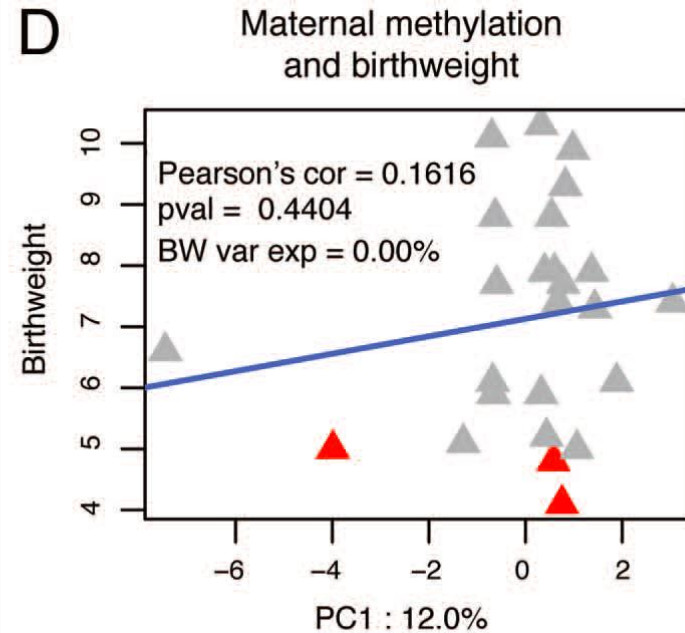 D
Maternal methylation
and birthweight
Pearson's cor = 0.1616
pval = 0.4404
BW var exp = 0.00%
Birthweight
10
9
8
7
6
5
4
−6 −4 −2 0 2
PC1 : 12.0%